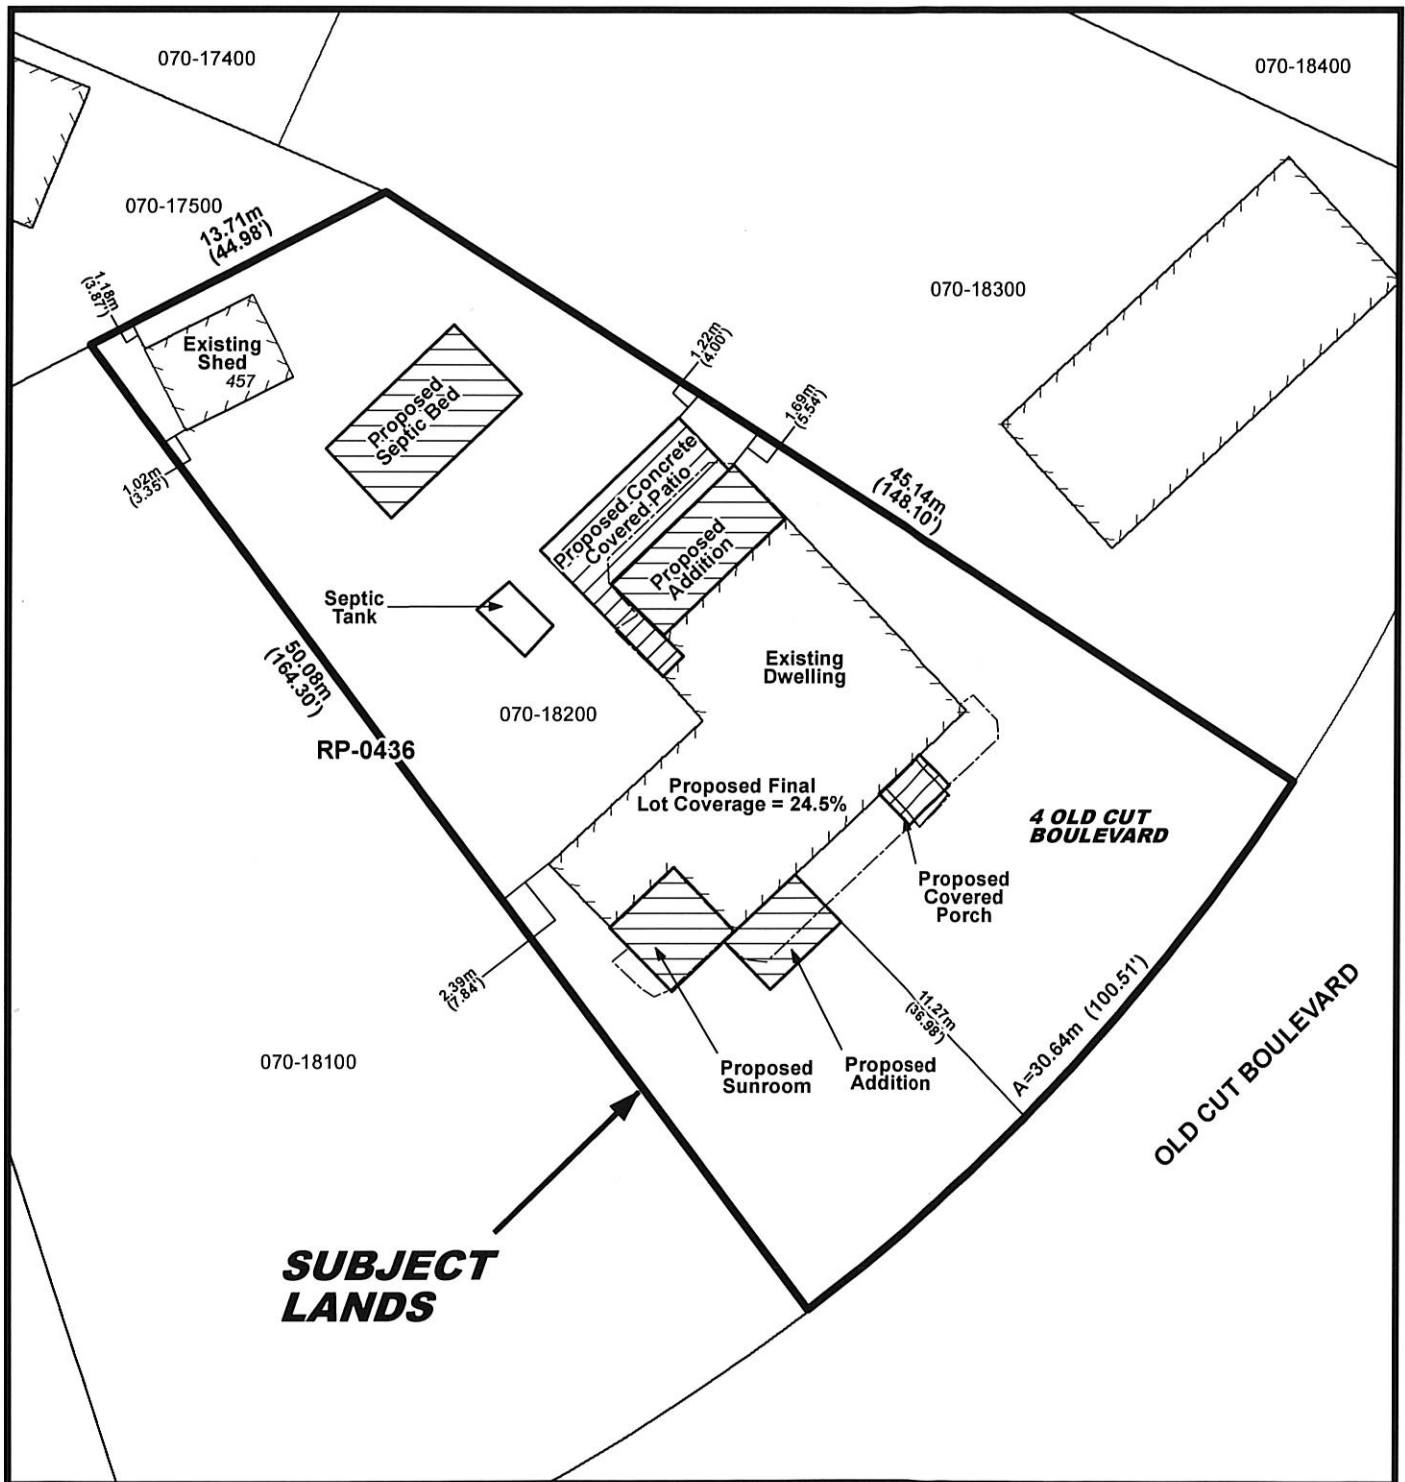 070-17400
070-18400
070-17500
13.71m
(44.98')
1.18m
(3.87')
070-18300
Existing
Shed
457
1.22m
(4.00')
1.69m
(5.54')
Proposed
Septic Bed
1.02m
(3.35')
45.14m
(148.10')
Proposed Concrete
Covered Patio
Proposed
Addition
Septic
Tank
50.08m
(164.30')
Existing
Dwelling
070-18200
RP-0436
Proposed Final
Lot Coverage = 24.5%
4 OLD CUT
BOULEVARD
Proposed
Covered
Porch
2.39m
(7.84')
11.27m
(36.98')
A=30.64m (100.51')
OLD CUT BOULEVARD
070-18100
Proposed
Sunroom
Proposed
Addition
SUBJECT
LANDS